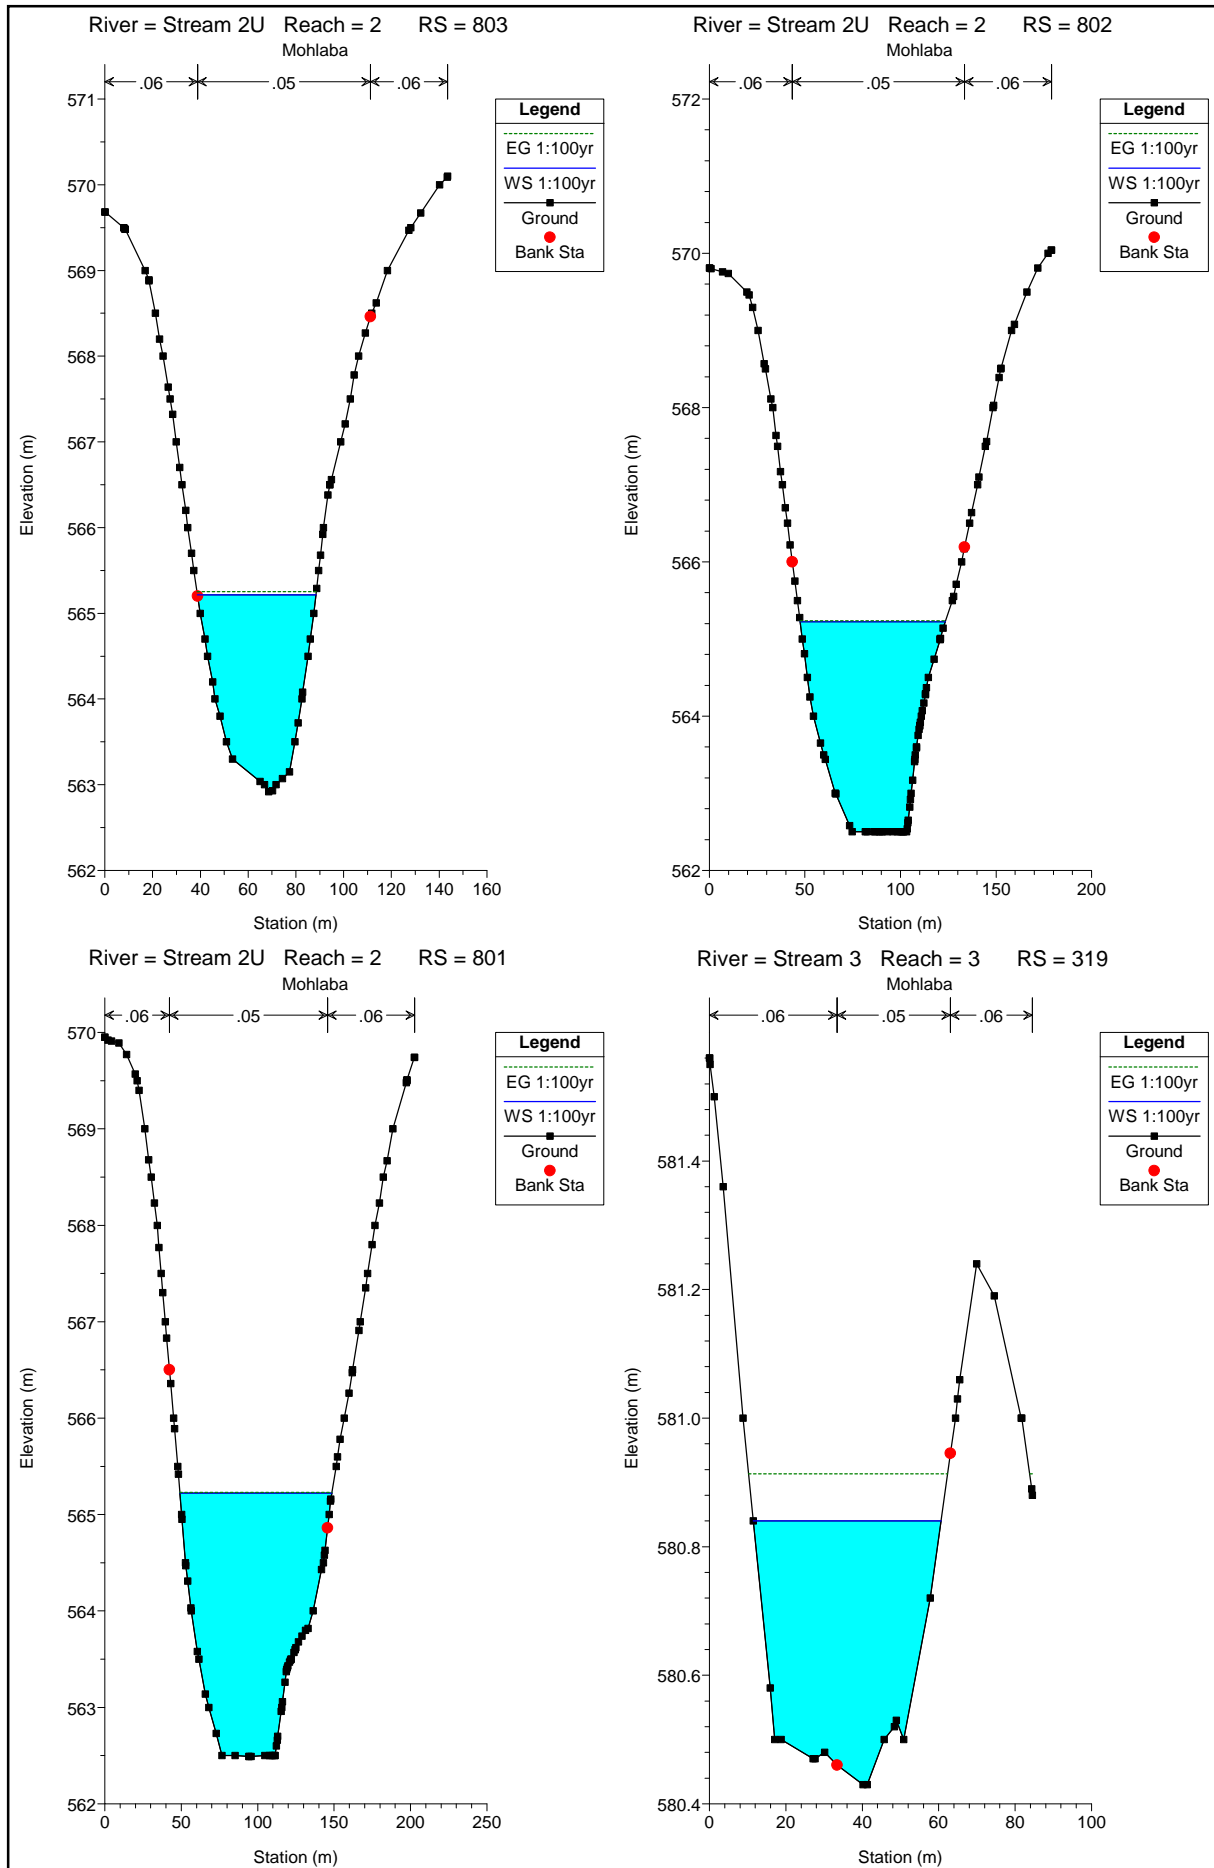 River = Stream 2U Reach = 2 RS = 803
Mohlaba
.06 .05 .06
571
570
569
568
567
566
565
564
563
562
Elevation (m)
0 20 40 60 80 100 120 140 160
Station (m)
Legend
EG 1:100yr
WS 1:100yr
Ground
Bank Sta
River = Stream 2U Reach = 2 RS = 802
Mohlaba
.06 .05 .06
572
570
568
566
564
562
Elevation (m)
0 50 100 150 200
Station (m)
Legend
EG 1:100yr
WS 1:100yr
Ground
Bank Sta
River = Stream 2U Reach = 2 RS = 801
Mohlaba
.06 .05 .06
570
569
568
567
566
565
564
563
562
Elevation (m)
0 50 100 150 200 250
Station (m)
Legend
EG 1:100yr
WS 1:100yr
Ground
Bank Sta
River = Stream 3 Reach = 3 RS = 319
Mohlaba
.06 .05 .06
581.4
581.2
581.0
580.8
580.6
580.4
Elevation (m)
0 20 40 60 80 100
Station (m)
Legend
EG 1:100yr
WS 1:100yr
Ground
Bank Sta